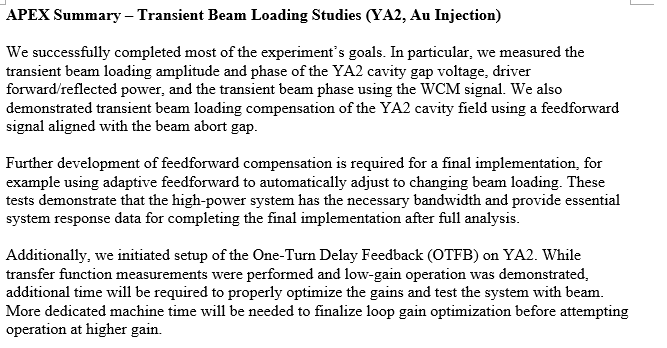 APEX Summary – Transient Beam Loading Studies (YA2, Au Injection)
We successfully completed most of the experiment's goals. In particular, we measured the
transient beam loading amplitude and phase of the YA2 cavity gap voltage, driver
forward/reflected power, and the transient beam phase using the WCM signal. We also
demonstrated transient beam loading compensation of the YA2 cavity field using a feedforward
signal aligned with the beam abort gap.
Further development of feedforward compensation is required for a final implementation, for
example using adaptive feedforward to automatically adjust to changing beam loading. These
tests demonstrate that the high-power system has the necessary bandwidth and provide essential
system response data for completing the final implementation after full analysis.
Additionally, we initiated setup of the One-Turn Delay Feedback (OTFB) on YA2. While
transfer function measurements were performed and low-gain operation was demonstrated,
additional time will be required to properly optimize the gains and test the system with beam.
More dedicated machine time will be needed to finalize loop gain optimization before attempting
operation at higher gain.